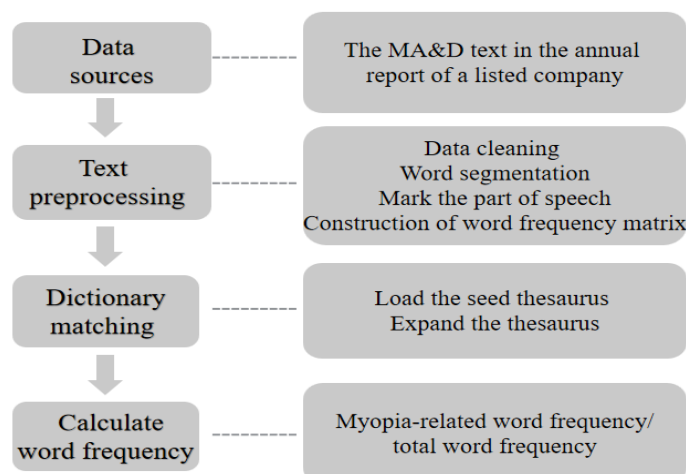 Data
sources
The MA&D text in the annual
report of a listed company
Text
preprocessing
Data cleaning
Word segmentation
Mark the part of speech
Construction of word frequency matrix
Dictionary
matching
Load the seed thesaurus
Expand the thesaurus
Calculate
word frequency
Myopia-related word frequency/
total word frequency